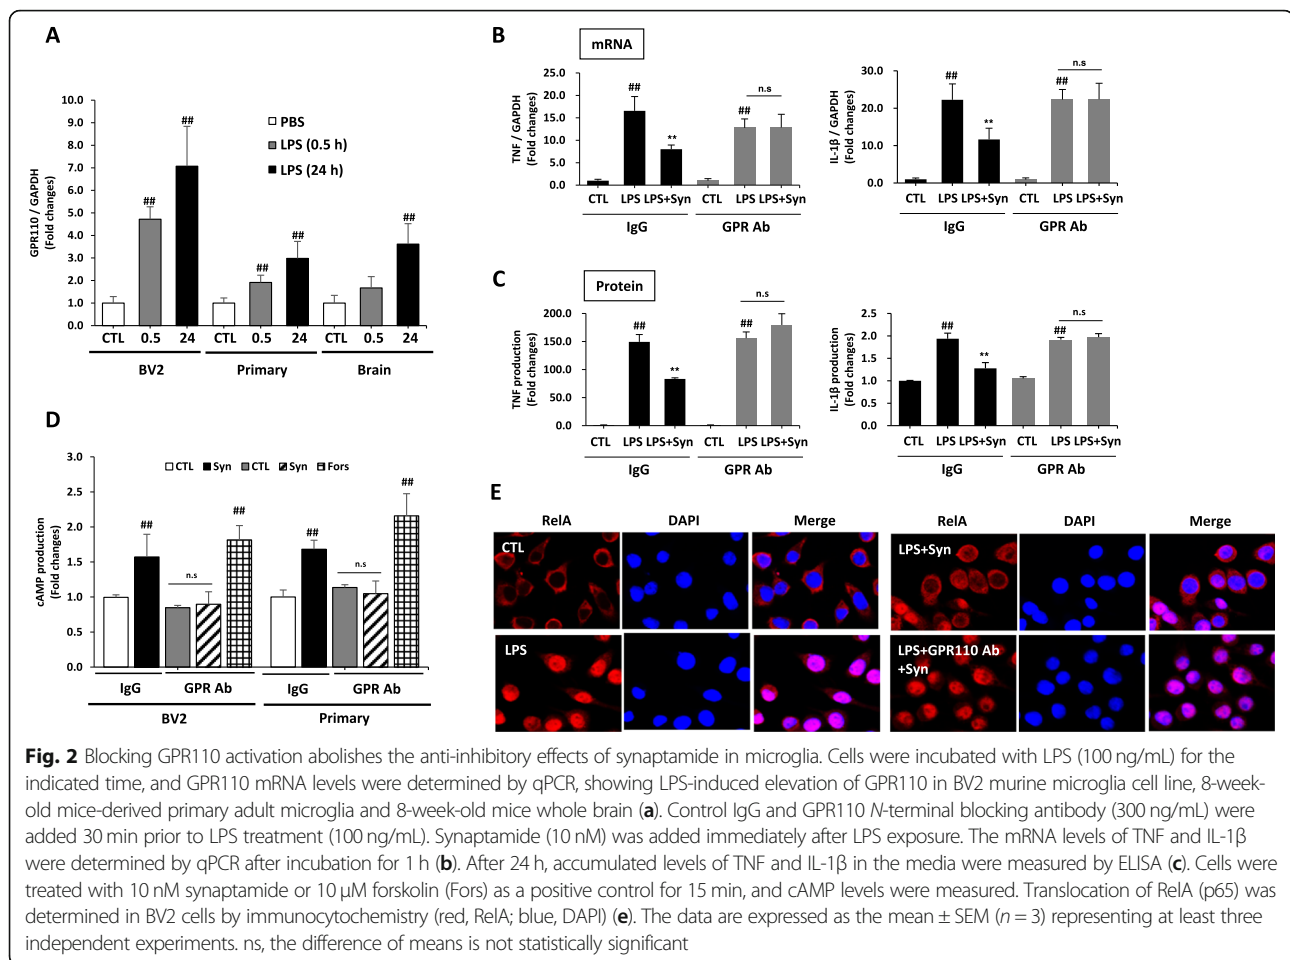 A
GPR110 / GAPDH
(Fold changes)
10.0
9.0
8.0
7.0
6.0
5.0
4.0
3.0
2.0
1.0
0.0
PBS
LPS (0.5 h)
LPS (24 h)
## ## ## ## ##
CTL 0.5 24 CTL 0.5 24 CTL 0.5 24
BV2 Primary Brain
B
mRNA
TNF / GAPDH
(Fold changes)
25.0
20.0
15.0
10.0
5.0
0.0
## ** ## n.s
CTL LPS LPS+Syn CTL LPS LPS+Syn
IgG GPR Ab
IL-1β / GAPDH
(Fold changes)
30.0
20.0
10.0
0.0
## ** ## n.s
CTL LPS LPS+Syn CTL LPS LPS+Syn
IgG GPR Ab
C
Protein
TNF production
(Fold changes)
200.0
150.0
100.0
50.0
0.0
## ** ## n.s
CTL LPS LPS+Syn CTL LPS LPS+Syn
IgG GPR Ab
IL-1β production
(Fold changes)
2.5
2.0
1.5
1.0
0.5
0.0
## ** ## n.s
CTL LPS LPS+Syn CTL LPS LPS+Syn
IgG GPR Ab
D
cAMP production
(Fold changes)
3.0
2.5
2.0
1.5
1.0
0.5
0.0
CTL Syn CTL Syn Fors
## n.s ## ## n.s ##
IgG GPR Ab IgG GPR Ab
BV2 Primary
E
RelA DAPI Merge RelA DAPI Merge
CTL
LPS+Syn
LPS
LPS+GPR110 Ab
+Syn
Fig. 2 Blocking GPR110 activation abolishes the anti-inhibitory effects of synaptamide in microglia. Cells were incubated with LPS (100 ng/mL) for the
indicated time, and GPR110 mRNA levels were determined by qPCR, showing LPS-induced elevation of GPR110 in BV2 murine microglia cell line, 8-week-
old mice-derived primary adult microglia and 8-week-old mice whole brain (a). Control IgG and GPR110 N-terminal blocking antibody (300 ng/mL) were
added 30 min prior to LPS treatment (100 ng/mL). Synaptamide (10 nM) was added immediately after LPS exposure. The mRNA levels of TNF and IL-1β
were determined by qPCR after incubation for 1 h (b). After 24 h, accumulated levels of TNF and IL-1β in the media were measured by ELISA (c). Cells were
treated with 10 nM synaptamide or 10 μM forskolin (Fors) as a positive control for 15 min, and cAMP levels were measured. Translocation of RelA (p65) was
determined in BV2 cells by immunocytochemistry (red, RelA; blue, DAPI) (e). The data are expressed as the mean ± SEM (n = 3) representing at least three
independent experiments. ns, the difference of means is not statistically significant